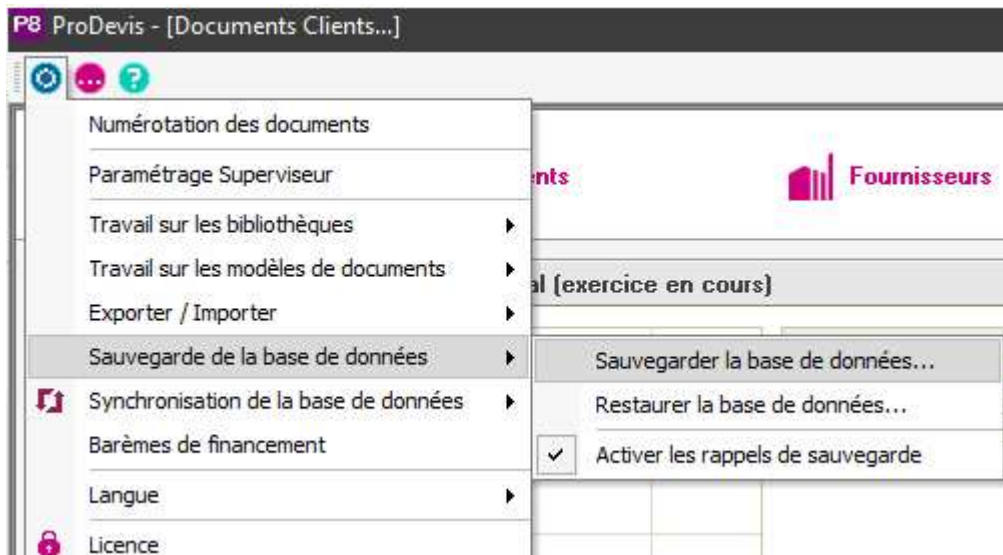 P8 ProDevis - [Documents Clients...]
... ?
Numérotation des documents
Paramétrage Superviseur
ents
Fournisseurs
Travail sur les bibliothèques
Travail sur les modèles de documents
al (exercice en cours)
Exporter / Importer
Sauvegarde de la base de données
Sauvegarder la base de données...
Synchronisation de la base de données
Restaurer la base de données...
Barèmes de financement
Activer les rappels de sauvegarde
Langue
Licence